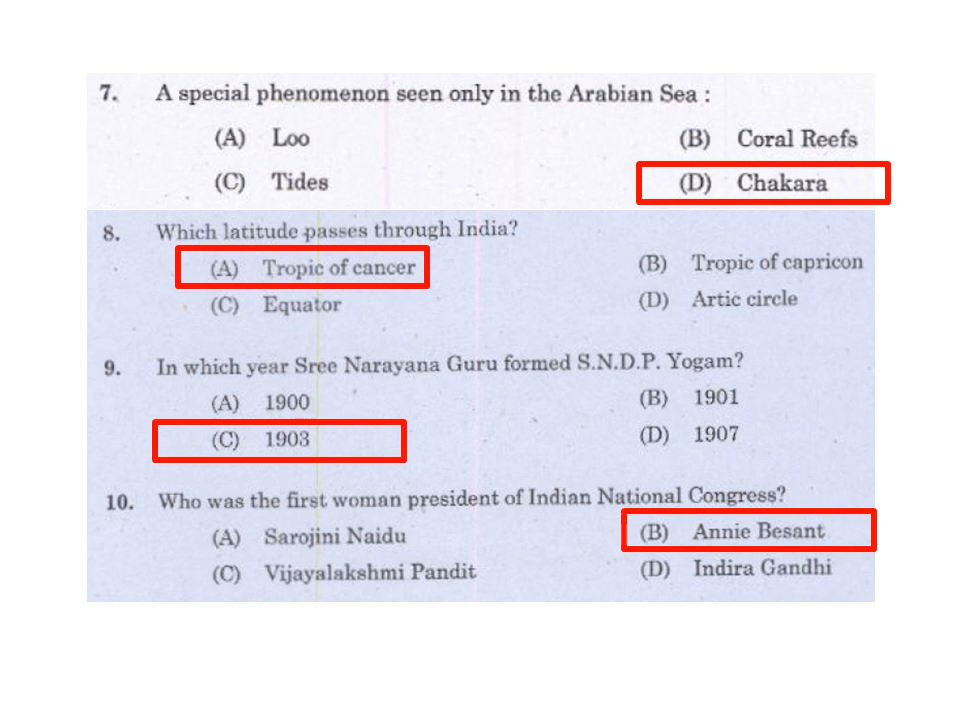 7. A special phenomenon seen only in the Arabian Sea :
(A) Loo (B) Coral Reefs
(C) Tides (D) Chakara
8. Which latitude passes through India?
(A) Tropic of cancer (B) Tropic of capricon
(C) Equator (D) Artic circle
9. In which year Sree Narayana Guru formed S.N.D.P. Yogam?
(A) 1900 (B) 1901
(C) 1903 (D) 1907
10. Who was the first woman president of Indian National Congress?
(A) Sarojini Naidu (B) Annie Besant
(C) Vijayalakshmi Pandit (D) Indira Gandhi